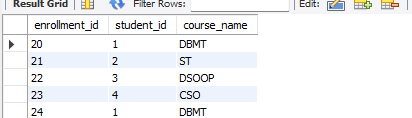 Result Grid Filter Rows: Edit:
enrollment_id student_id course_name
20 1 DBMT
21 2 ST
22 3 DSOOP
23 4 CSO
24 1 DBMT